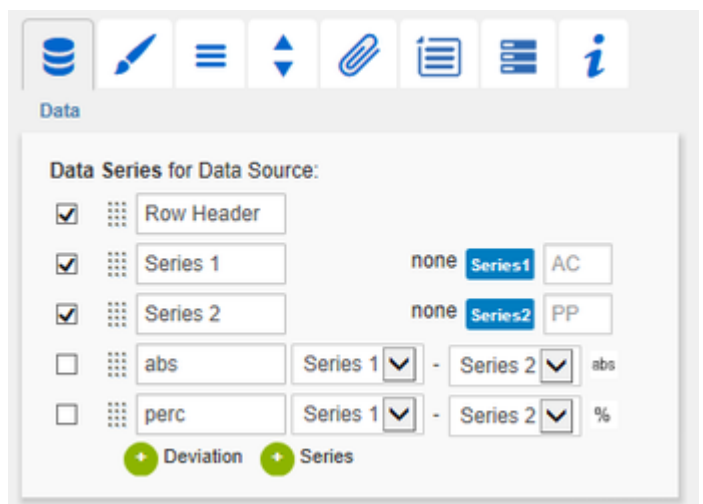 Data
Data Series for Data Source:
Row Header
Series 1 none Series1 AC
Series 2 none Series2 PP
abs Series 1 - Series 2 abs
perc Series 1 - Series 2 %
+ Deviation + Series